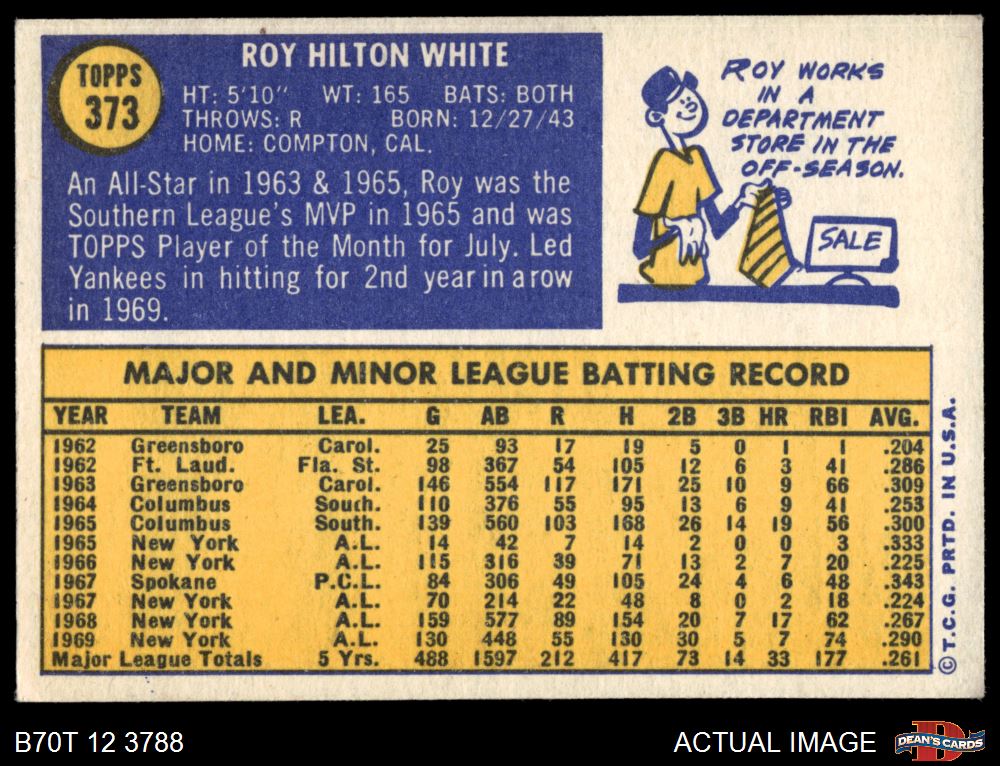 TOPPS
373
ROY HILTON WHITE
HT: 5'10" WT: 165 BATS: BOTH
THROWS: R BORN: 12/27/43
HOME: COMPTON, CAL.
An All-Star in 1963 & 1965, Roy was the
Southern League's MVP in 1965 and was
TOPPS Player of the Month for July. Led
Yankees in hitting for 2nd year in a row
in 1969.
ROY WORKS
IN A
DEPARTMENT
STORE IN THE
OFF-SEASON.
SALE
MAJOR AND MINOR LEAGUE BATTING RECORD
YEAR TEAM LEA. G AB R H 2B 3B HR RBI AVG.
1962 Greensboro Carol. 25 93 17 19 5 0 1 1 .204
1962 Ft. Laud. Fla. St. 98 367 54 105 12 6 3 41 .286
1963 Greensboro Carol. 146 554 117 171 25 10 9 66 .309
1964 Columbus South. 110 376 55 95 13 6 9 41 .253
1965 Columbus South. 139 560 103 168 26 14 19 56 .300
1965 New York A.L. 14 42 7 14 2 0 0 3 .333
1966 New York A.L. 115 316 39 71 13 2 7 20 .225
1967 Spokane P.C.L. 84 306 49 105 24 4 6 48 .343
1967 New York A.L. 70 214 22 48 8 0 2 18 .224
1968 New York A.L. 159 577 89 154 20 7 17 62 .267
1969 New York A.L. 130 448 55 130 30 5 7 74 .290
Major League Totals 5 Yrs. 488 1597 212 417 73 14 33 177 .261
© T.C.G. PRTD. IN U.S.A.
B70T 12 3788
ACTUAL IMAGE
DEAN'S CARDS